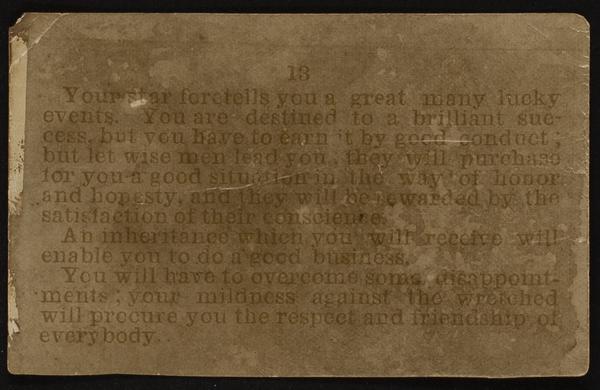 13
Your star foretells you a great many lucky
events. You are destined to a brilliant suc-
cess, but you have to earn it by good conduct;
but let wise men lead you, they will purchase
for you a good situation in the way of honor
and honesty, and they will be rewarded by the
satisfaction of their conscience.
An inheritance which you will receive will
enable you to do a good business.
You will have to overcome some disappoint-
ments; your mildness against the wretched
will procure you the respect and friendship of
everybody.